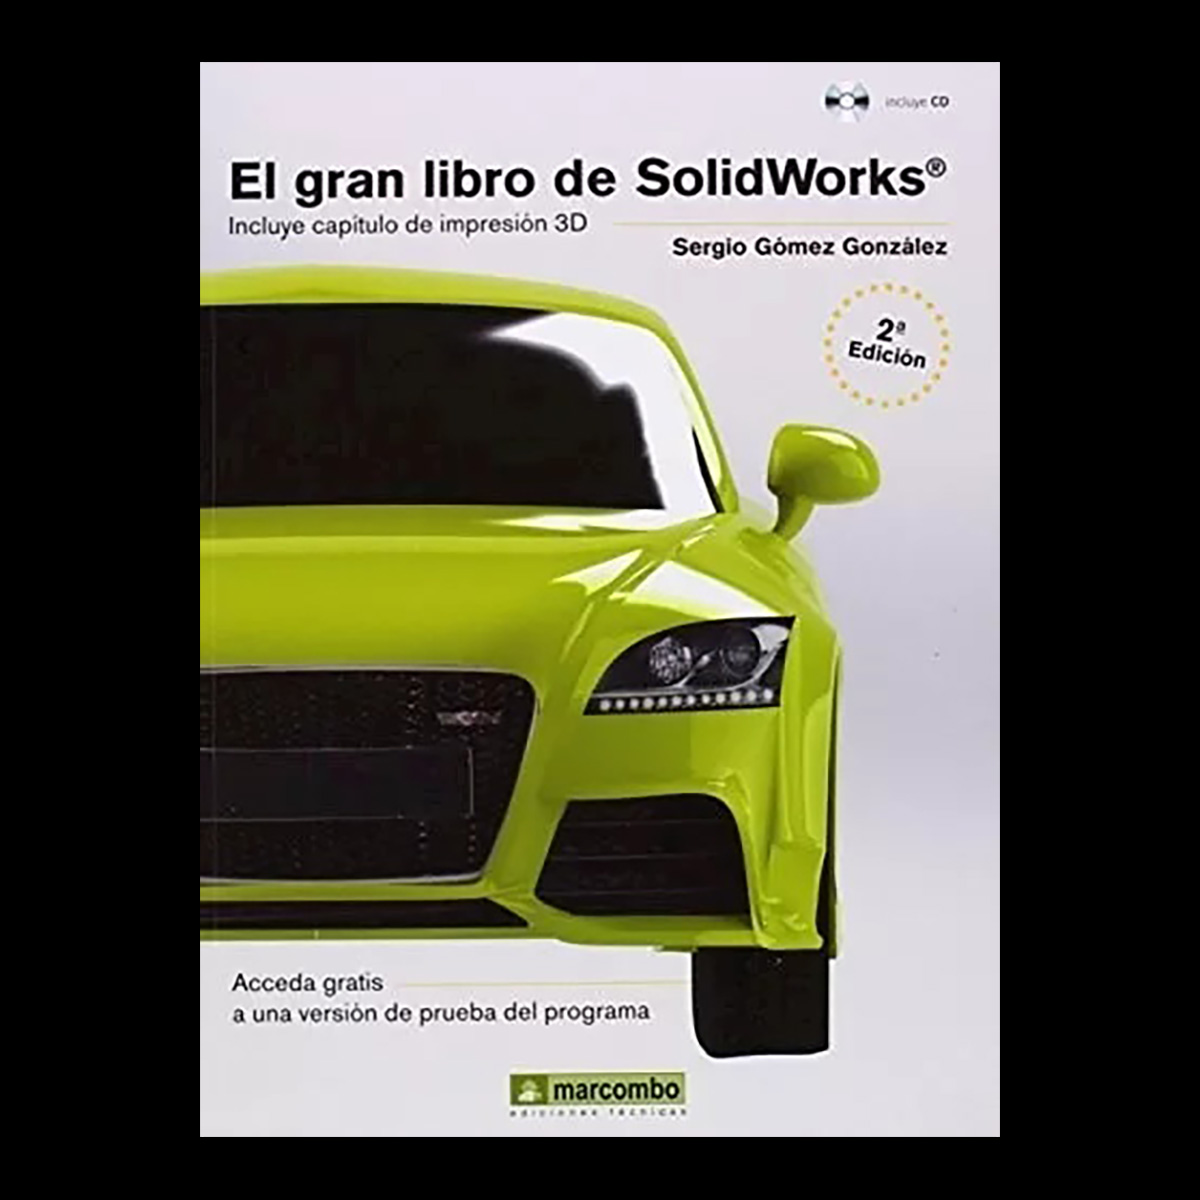 incluye CD
El gran libro de SolidWorks®
Incluye capítulo de impresión 3D
Sergio Gómez González
2ª
Edición
Acceda gratis
a una versión de prueba del programa
marcombo
ediciones técnicas